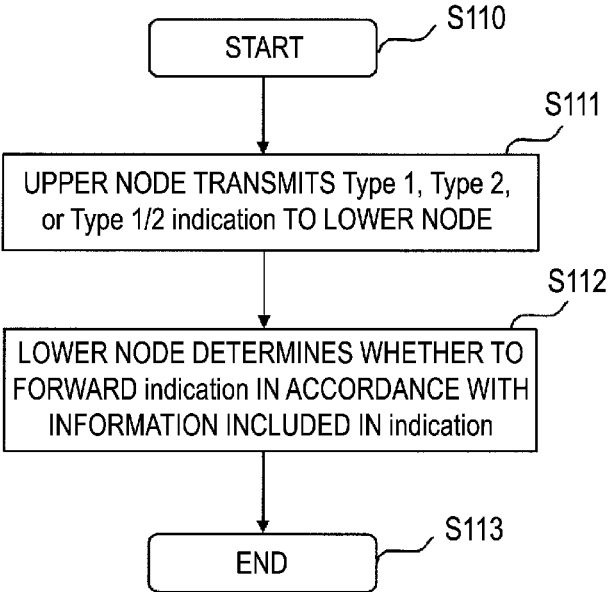 S110
START
S111
UPPER NODE TRANSMITS Type 1, Type 2,
or Type 1/2 indication TO LOWER NODE
S112
LOWER NODE DETERMINES WHETHER TO
FORWARD indication IN ACCORDANCE WITH
INFORMATION INCLUDED IN indication
S113
END